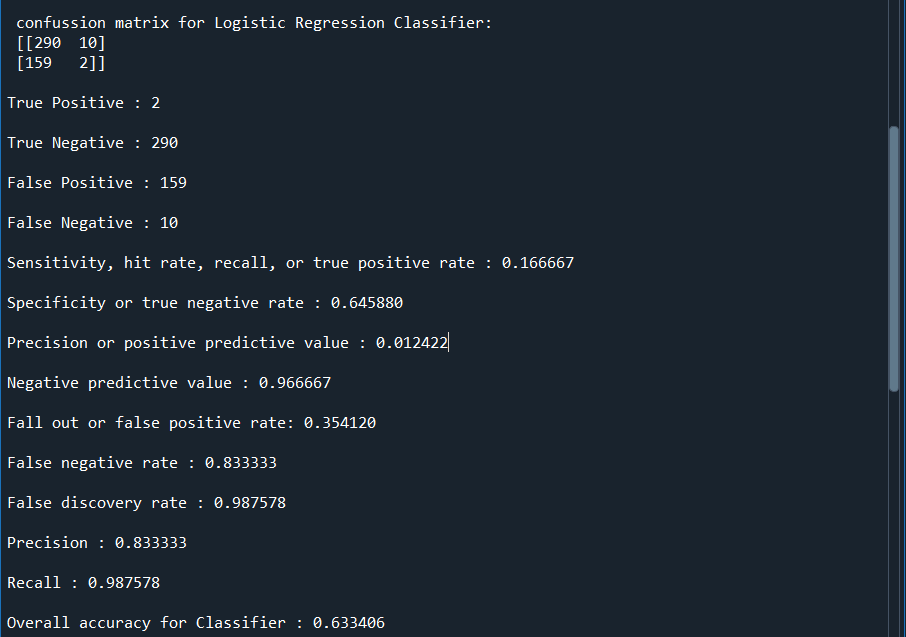 confussion matrix for Logistic Regression Classifier:
[[290  10]
[159   2]]
True Positive : 2
True Negative : 290
False Positive : 159
False Negative : 10
Sensitivity, hit rate, recall, or true positive rate : 0.166667
Specificity or true negative rate : 0.645880
Precision or positive predictive value : 0.012422
Negative predictive value : 0.966667
Fall out or false positive rate: 0.354120
False negative rate : 0.833333
False discovery rate : 0.987578
Precision : 0.833333
Recall : 0.987578
Overall accuracy for Classifier : 0.633406